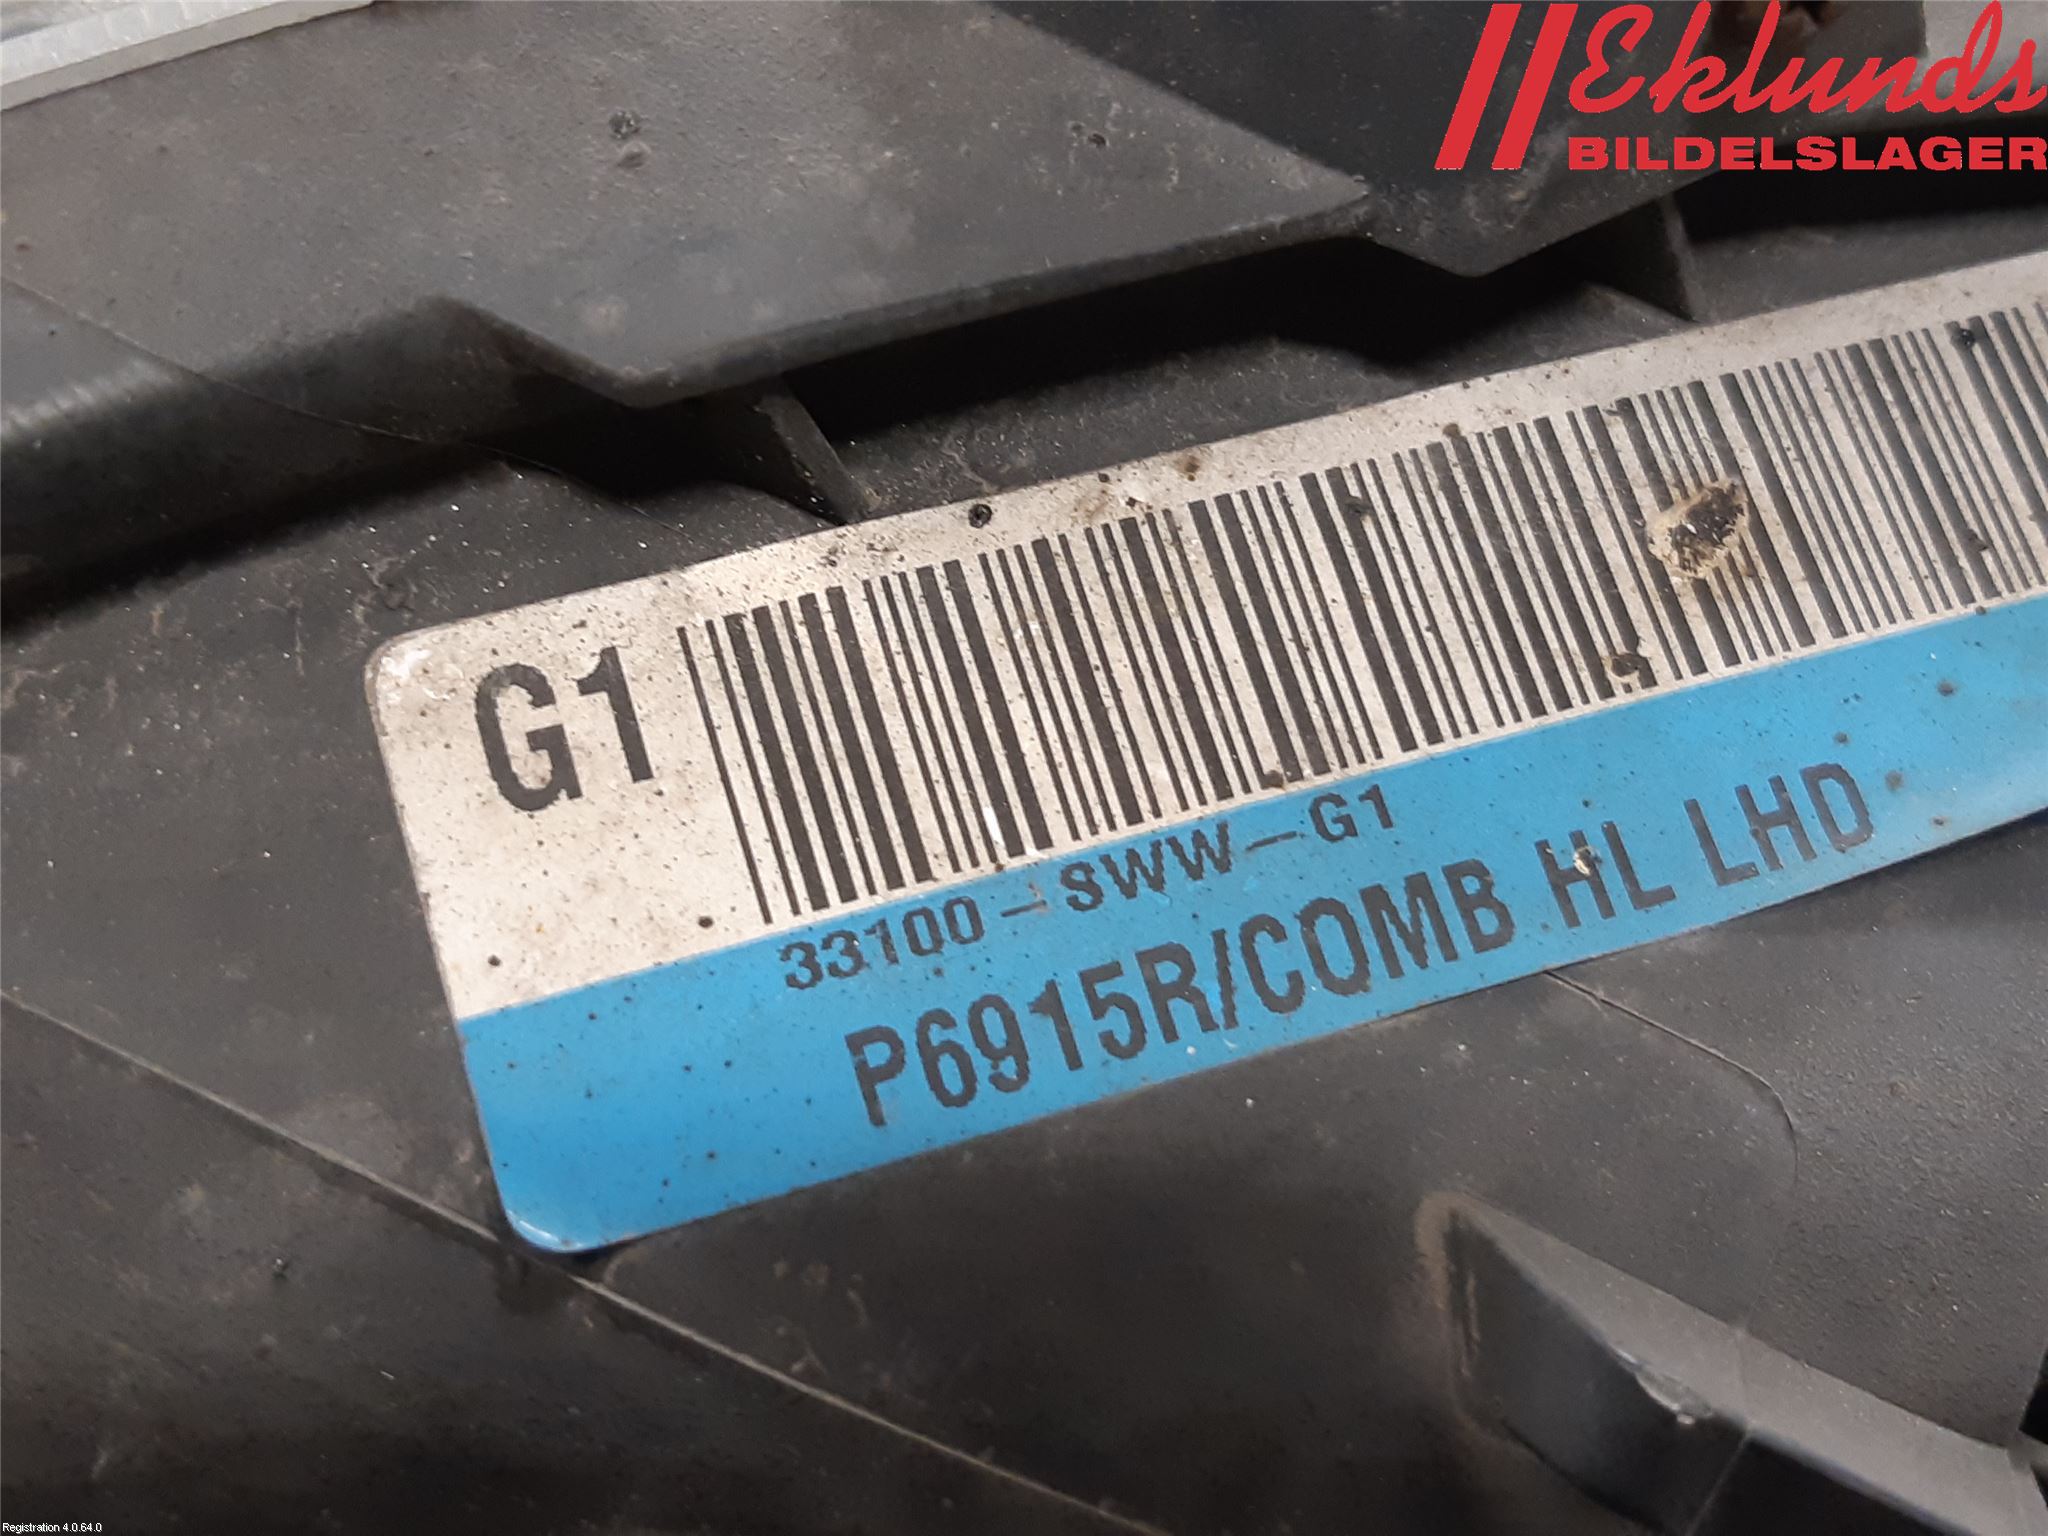 Eklunds
BILDELSLAGER
G1
33100-SWW-G1
P6915R/COMB HL LHD
Registration 4.0.64.0